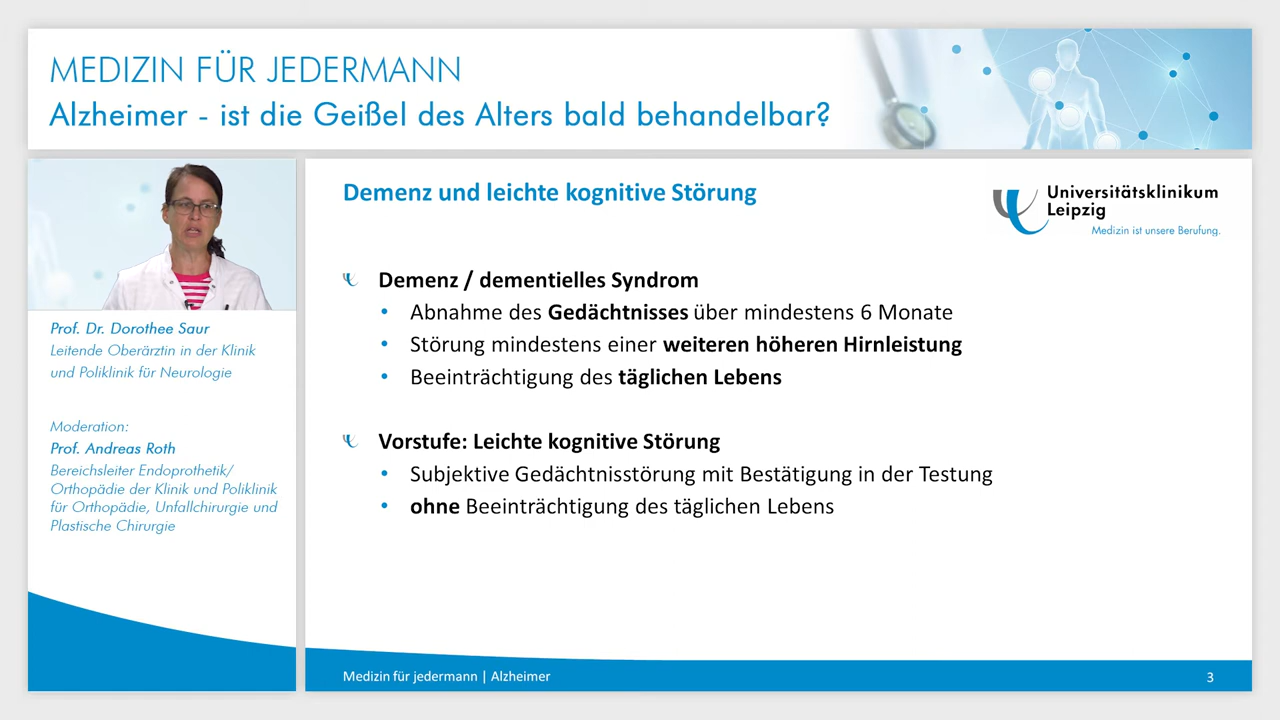 MEDIZIN FÜR JEDERMANN
Alzheimer - ist die Geißel des Alters bald behandelbar?
Prof. Dr. Dorothee Saur
Leitende Oberärztin in der Klinik
und Poliklinik für Neurologie
Moderation:
Prof. Andreas Roth
Bereichsleiter Endoprothetik/
Orthopädie der Klinik und Poliklinik
für Orthopädie, Unfallchirurgie und
Plastische Chirurgie
Demenz und leichte kognitive Störung
Universitätsklinikum
Leipzig
Medizin ist unsere Berufung.
Demenz / dementielles Syndrom
• Abnahme des Gedächtnisses über mindestens 6 Monate
• Störung mindestens einer weiteren höheren Hirnleistung
• Beeinträchtigung des täglichen Lebens
Vorstufe: Leichte kognitive Störung
• Subjektive Gedächtnisstörung mit Bestätigung in der Testung
• ohne Beeinträchtigung des täglichen Lebens
Medizin für jedermann | Alzheimer
3